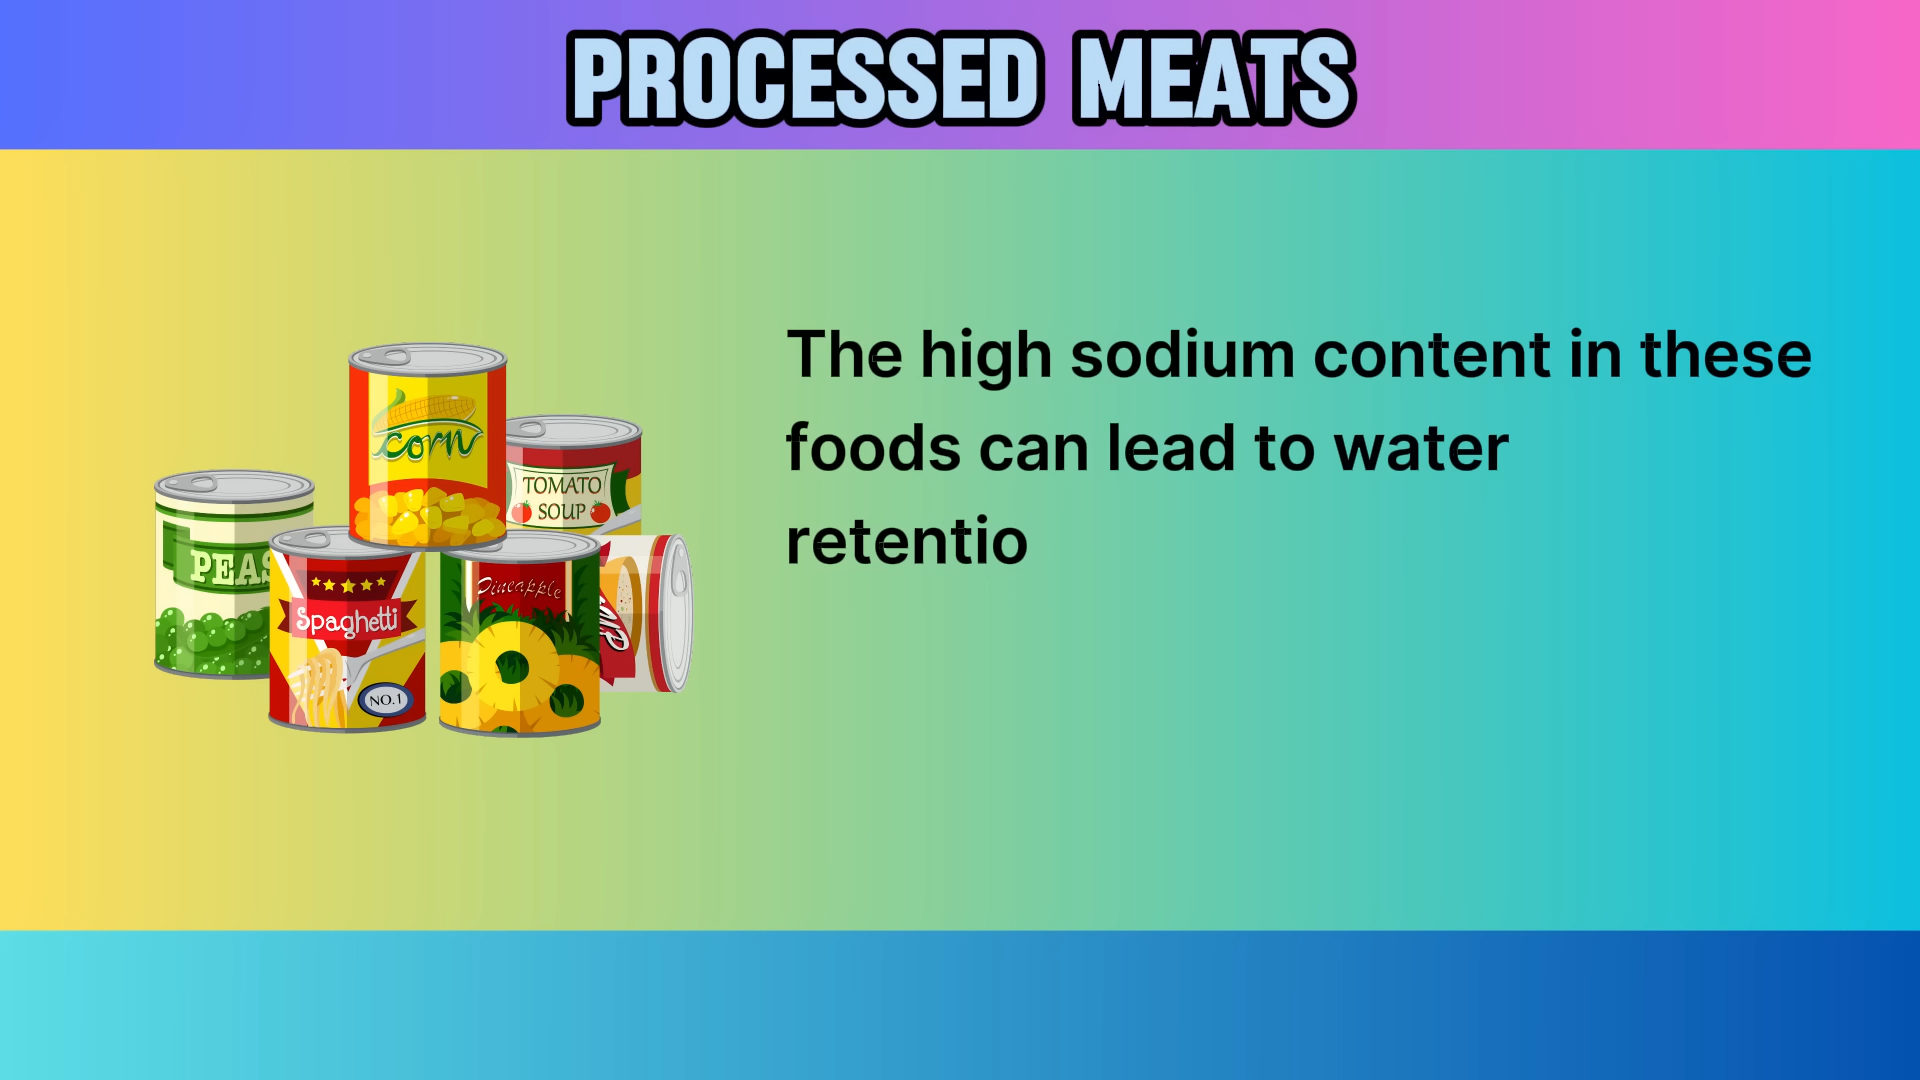 PROCESSED MEATS
The high sodium content in these
foods can lead to water
retentio
corn
TOMATO
SOUP
PEAS
Spaghetti
NO.1
Pineapple